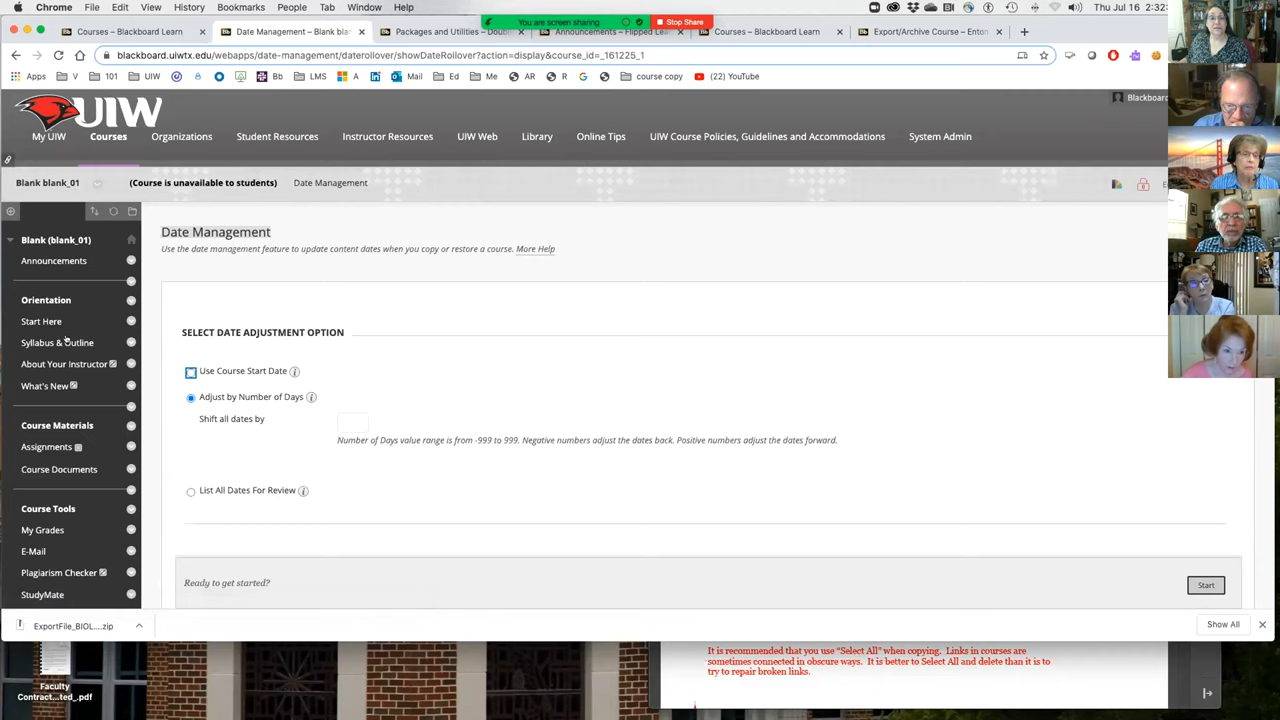 Chrome File Edit View History Bookmarks People Tab Window Help
Thu Jul 16 2:32
You are screen sharing Stop Share
Courses – Blackboard Learn
Date Management – Blank blan
Packages and Utilities – Doubl
Announcements – Flipped Lear
Courses – Blackboard Learn
Export/Archive Course – Enton
blackboard.uiwtx.edu/webapps/date-management/daterollover/showDateRollover?action=display&course_id=_161225_1
Apps V 101 UIW Bb LMS A Mail Ed Me AR R course copy (22) YouTube
UIW
Blackboard
My UIW Courses Organizations Student Resources Instructor Resources UIW Web Library Online Tips UIW Course Policies, Guidelines and Accommodations System Admin
Blank blank_01 (Course is unavailable to students) Date Management
Blank (blank_01)
Announcements
Orientation
Start Here
Syllabus & Outline
About Your Instructor
What's New
Course Materials
Assignments
Course Documents
Course Tools
My Grades
E-Mail
Plagiarism Checker
StudyMate
Date Management
Use the date management feature to update content dates when you copy or restore a course. More Help
SELECT DATE ADJUSTMENT OPTION
Use Course Start Date
Adjust by Number of Days
Shift all dates by
Number of Days value range is from -999 to 999. Negative numbers adjust the dates back. Positive numbers adjust the dates forward.
List All Dates For Review
Ready to get started?
Start
ExportFile_BIOL....zip
Show All
It is recommended that you use “Select All” when copying. Links in courses are
sometimes connected in obscure ways. It is better to Select All and delete than it is to
try to repair broken links.
Faculty
Contract...ted_.pdf